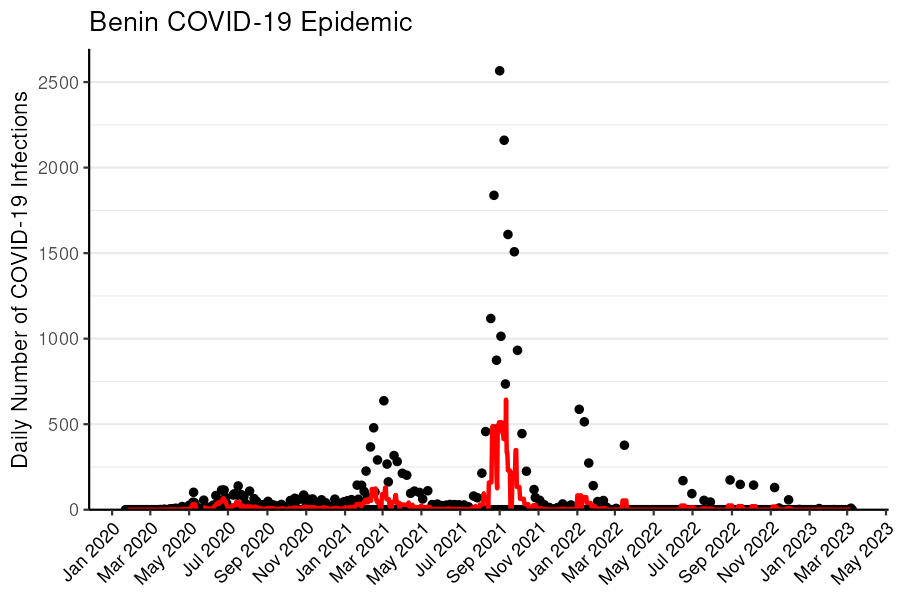 Benin COVID-19 Epidemic
Daily Number of COVID-19 Infections
2500
2000
1500
1000
500
0
Jan 2020
Mar 2020
May 2020
Jul 2020
Sep 2020
Nov 2020
Jan 2021
Mar 2021
May 2021
Jul 2021
Sep 2021
Nov 2021
Jan 2022
Mar 2022
May 2022
Jul 2022
Sep 2022
Nov 2022
Jan 2023
Mar 2023
May 2023